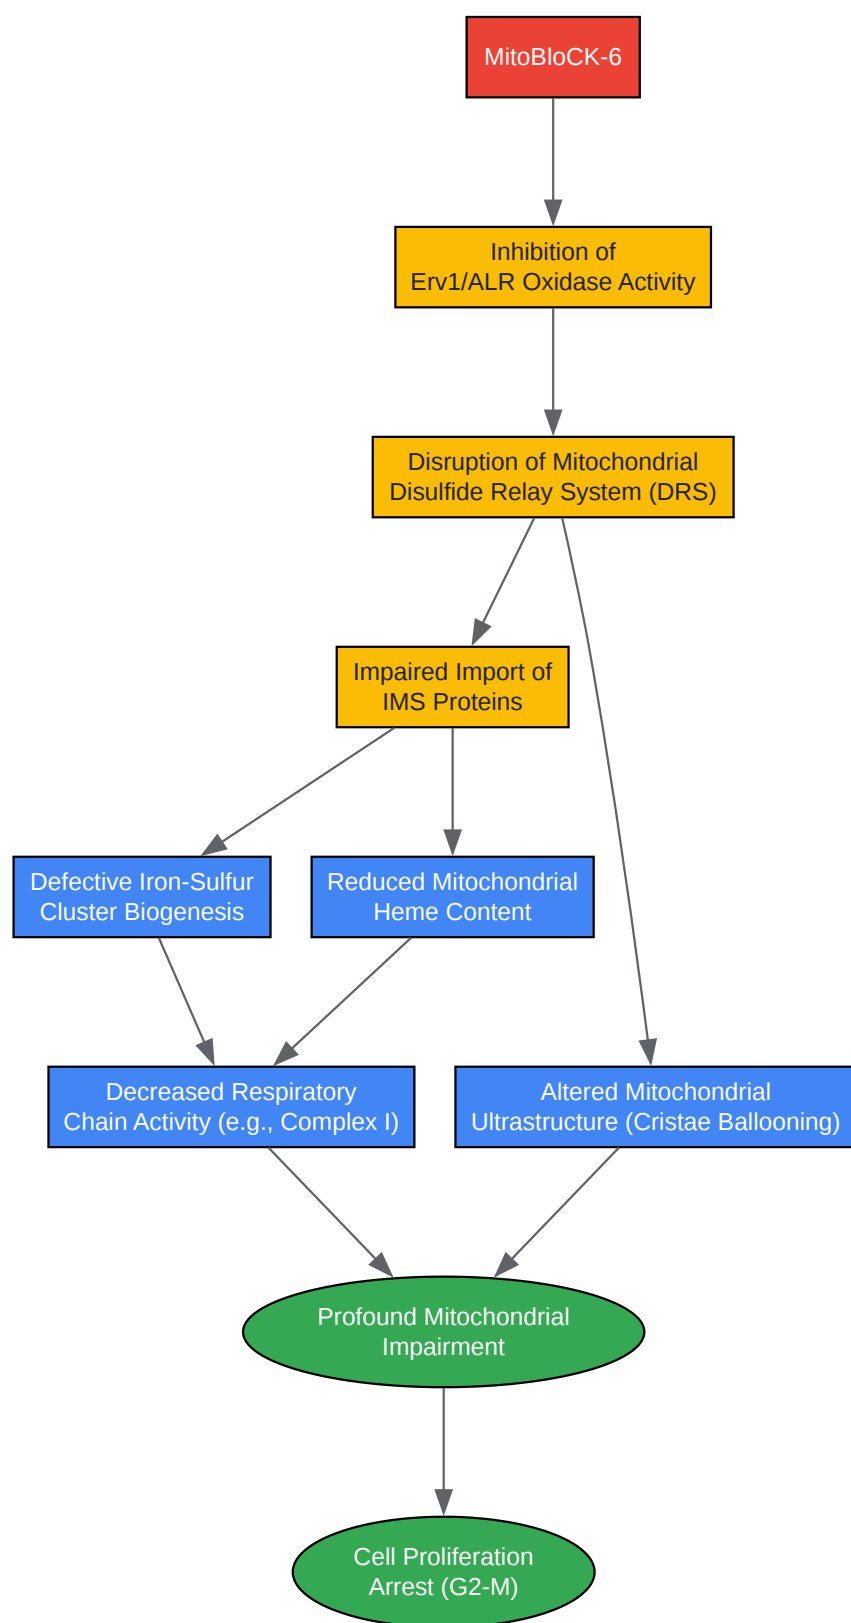 MitoBloCK-6
Inhibition of
Erv1/ALR Oxidase Activity
Disruption of Mitochondrial
Disulfide Relay System (DRS)
Impaired Import of
IMS Proteins
Defective Iron-Sulfur
Cluster Biogenesis
Reduced Mitochondrial
Heme Content
Decreased Respiratory
Chain Activity (e.g., Complex I)
Altered Mitochondrial
Ultrastructure (Cristae Ballooning)
Profound Mitochondrial
Impairment
Cell Proliferation
Arrest (G2-M)